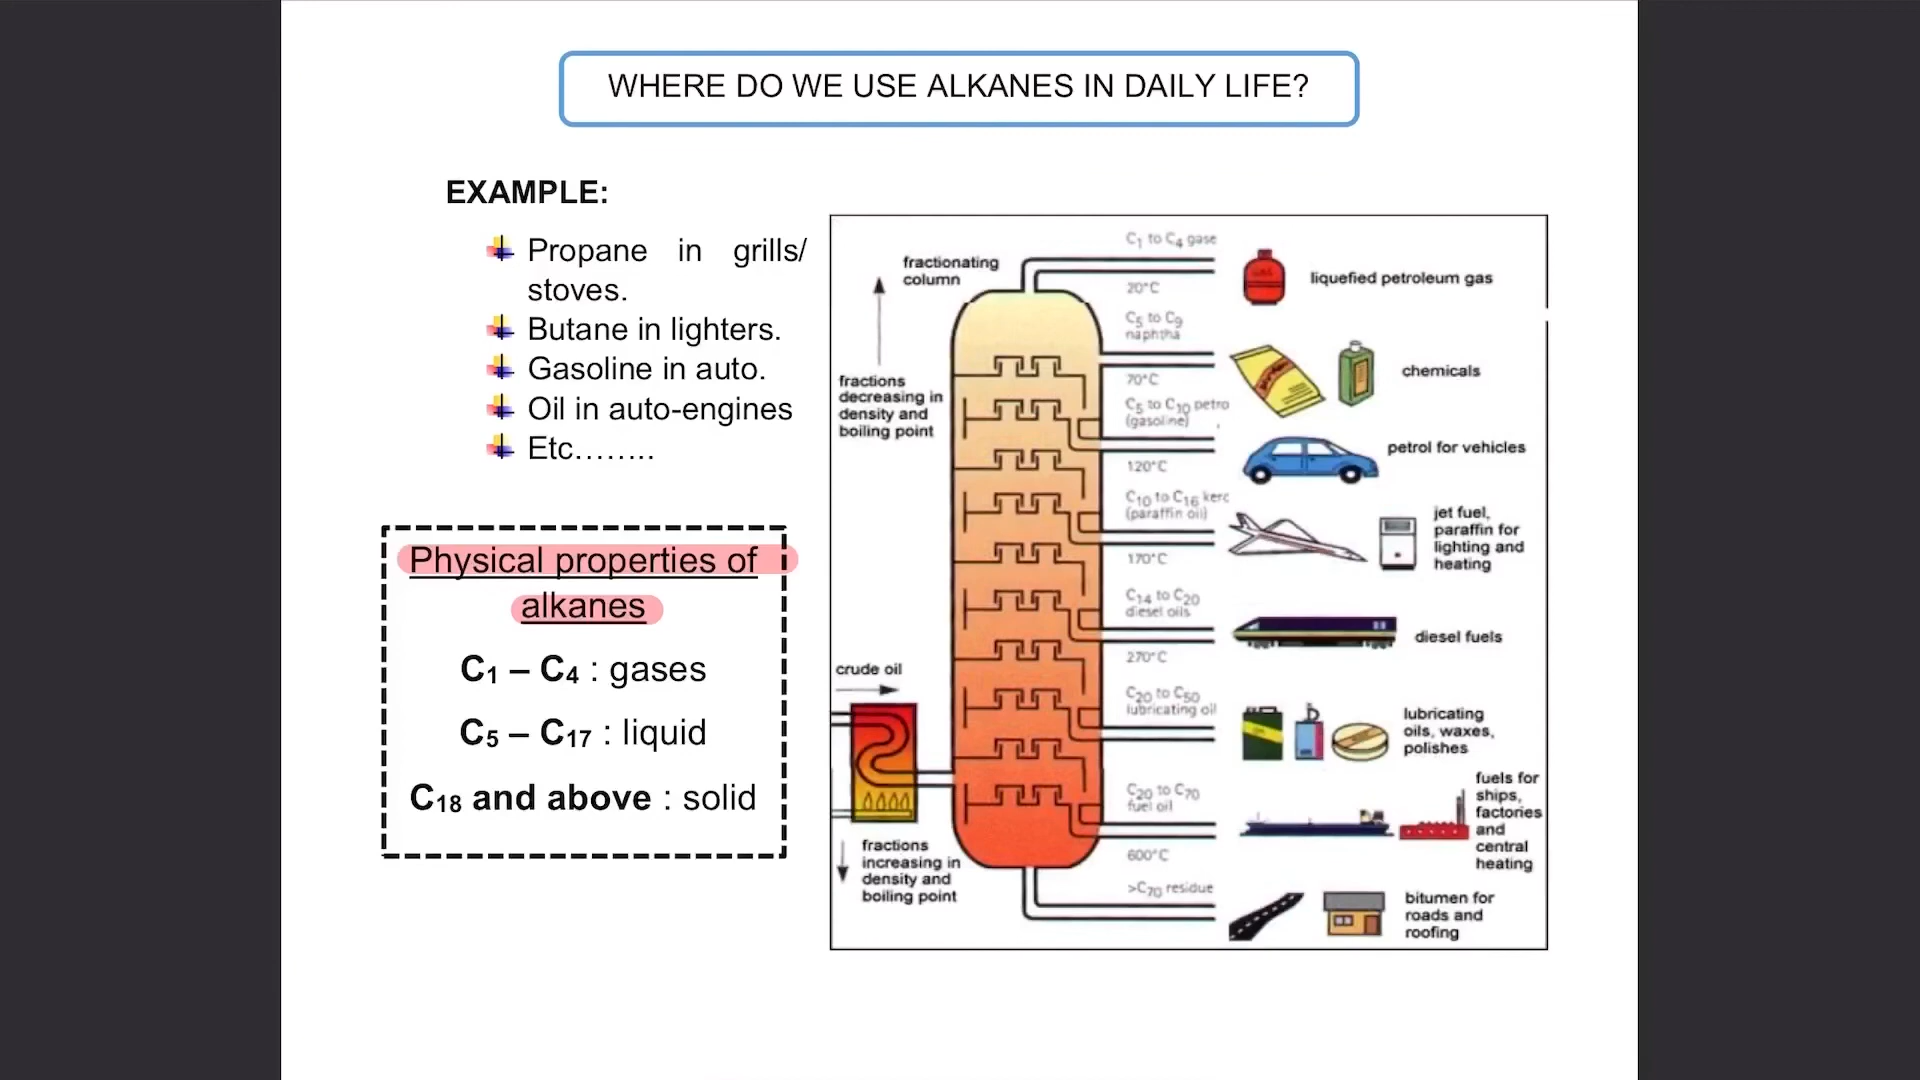 WHERE DO WE USE ALKANES IN DAILY LIFE?
EXAMPLE:
Propane in grills/
stoves.
Butane in lighters.
Gasoline in auto.
Oil in auto-engines
Etc……..
Physical properties of
alkanes
C₁ – C₄ : gases
C₅ – C₁₇ : liquid
C₁₈ and above : solid
fractionating
column
fractions
decreasing in
density and
boiling point
crude oil
fractions
increasing in
density and
boiling point
C₁ to C₄ gase
20°C
C₅ to C₉
naphtha
70°C
C₅ to C₁₀ petro
(gasoline)
120°C
C₁₀ to C₁₆ kerc
(paraffin oil)
170°C
C₁₄ to C₂₀
diesel oils
270°C
C₂₀ to C₅₀
lubricating oil
C₂₀ to C₇₀
fuel oil
600°C
>C₇₀ residue
liquefied petroleum gas
chemicals
petrol for vehicles
jet fuel,
paraffin for
lighting and
heating
diesel fuels
lubricating
oils, waxes,
polishes
fuels for
ships,
factories
and
central
heating
bitumen for
roads and
roofing